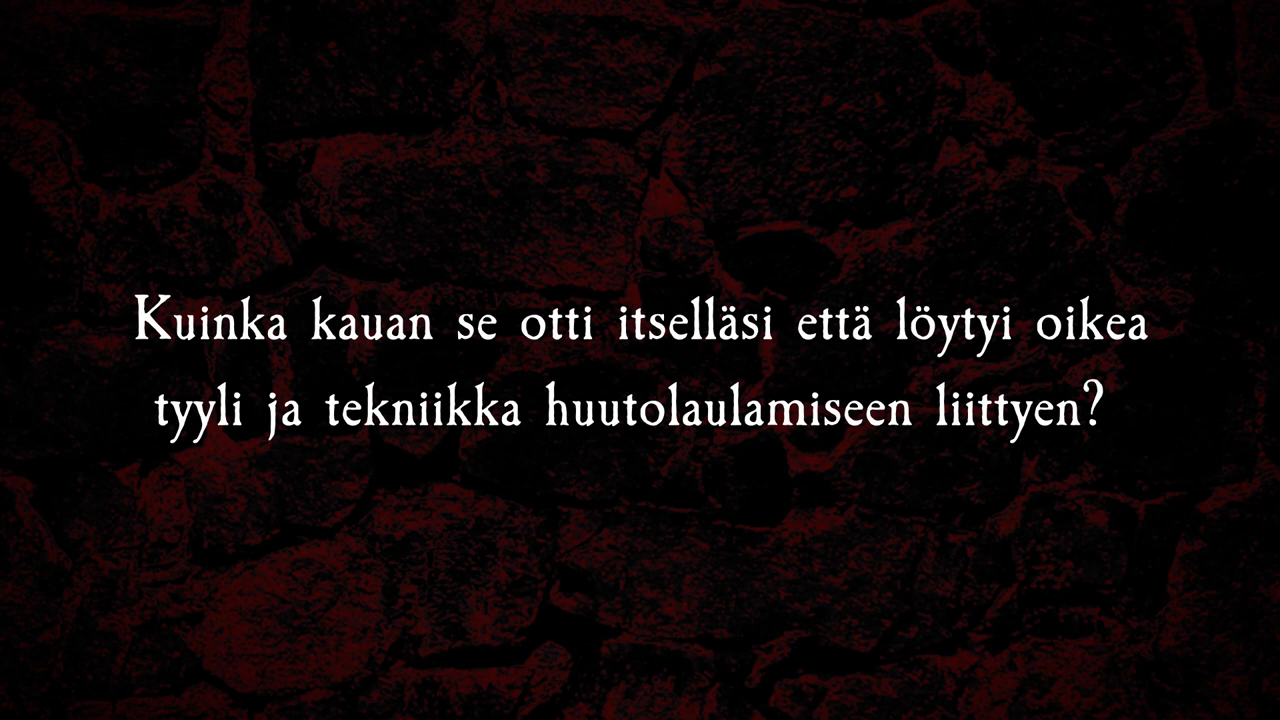 Kuinka kauan se otti itselläsi että löytyi oikea
tyyli ja tekniikka huutolaulamiseen liittyen?